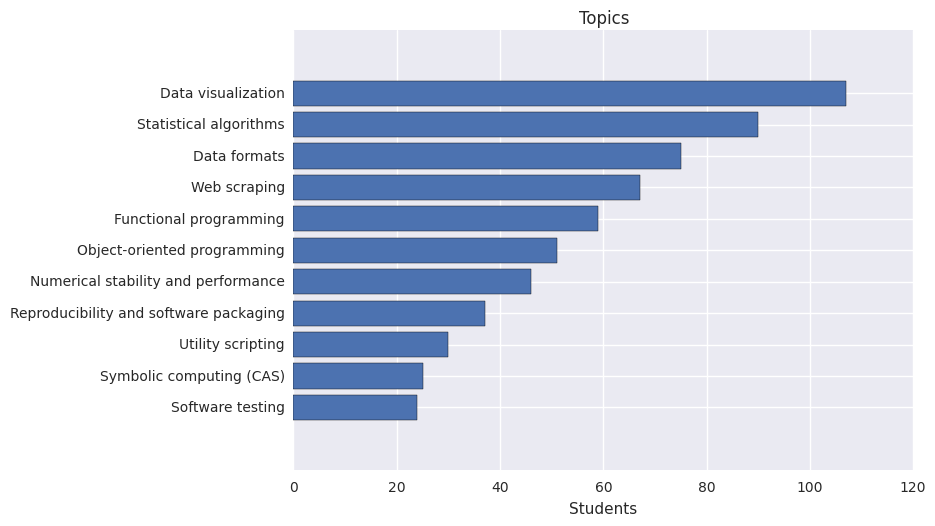 Topics
Data visualization
Statistical algorithms
Data formats
Web scraping
Functional programming
Object-oriented programming
Numerical stability and performance
Reproducibility and software packaging
Utility scripting
Symbolic computing (CAS)
Software testing
0 20 40 60 80 100 120
Students